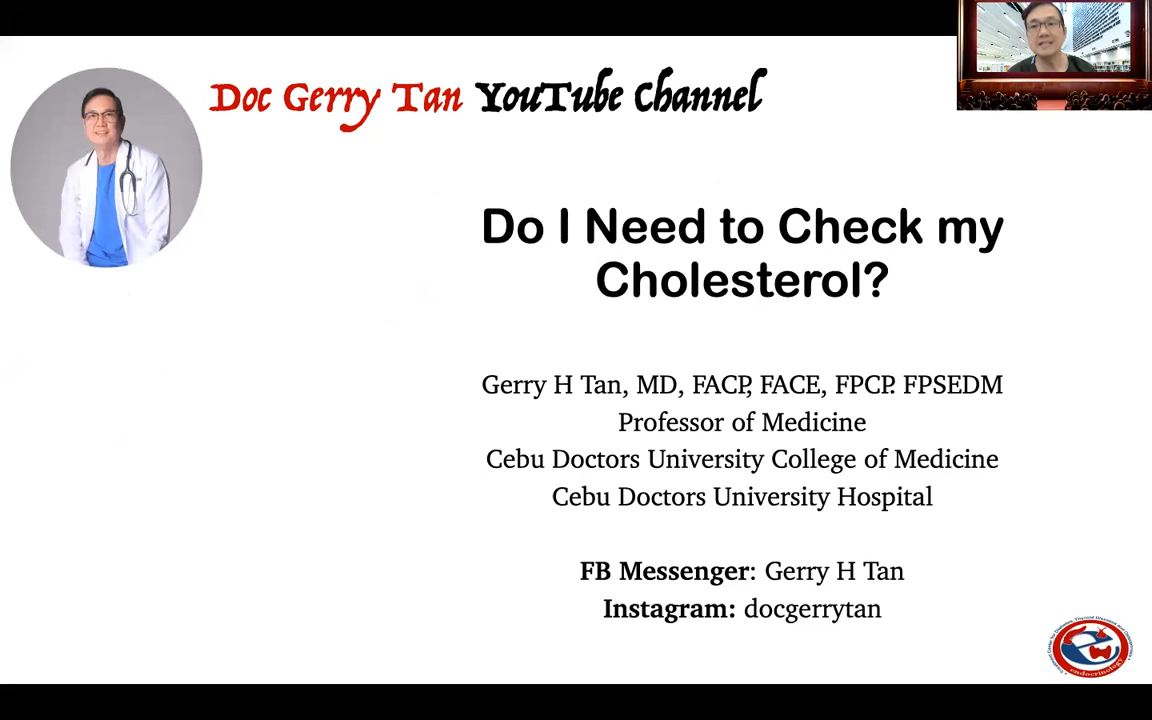 Doc Gerry Tan YouTube Channel
Do I Need to Check my
Cholesterol?
Gerry H Tan, MD, FACP, FACE, FPCP. FPSEDM
Professor of Medicine
Cebu Doctors University College of Medicine
Cebu Doctors University Hospital
FB Messenger: Gerry H Tan
Instagram: docgerrytan
endocrinology